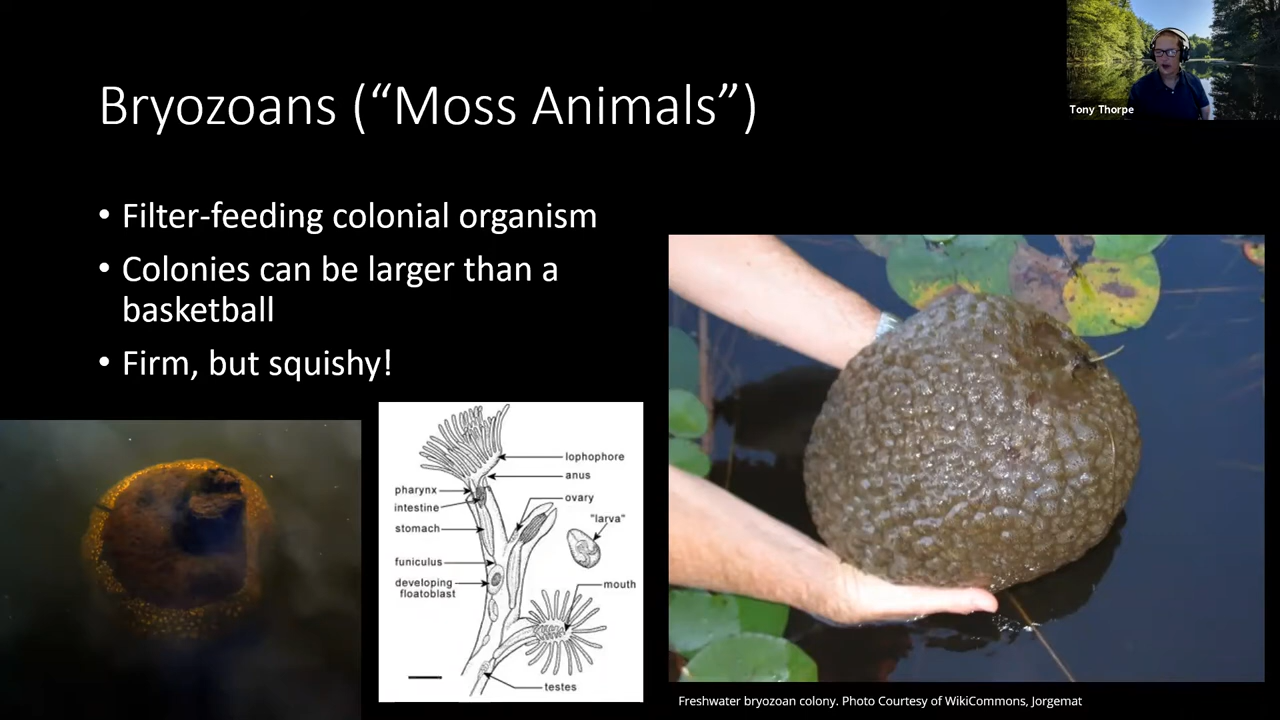 Tony Thorpe
Bryozoans (“Moss Animals”)
• Filter-feeding colonial organism
• Colonies can be larger than a
basketball
• Firm, but squishy!
lophophore
anus
pharynx
ovary
intestine
"larva"
stomach
funiculus
mouth
developing
floatoblast
testes
Freshwater bryozoan colony. Photo Courtesy of WikiCommons, Jorgemat